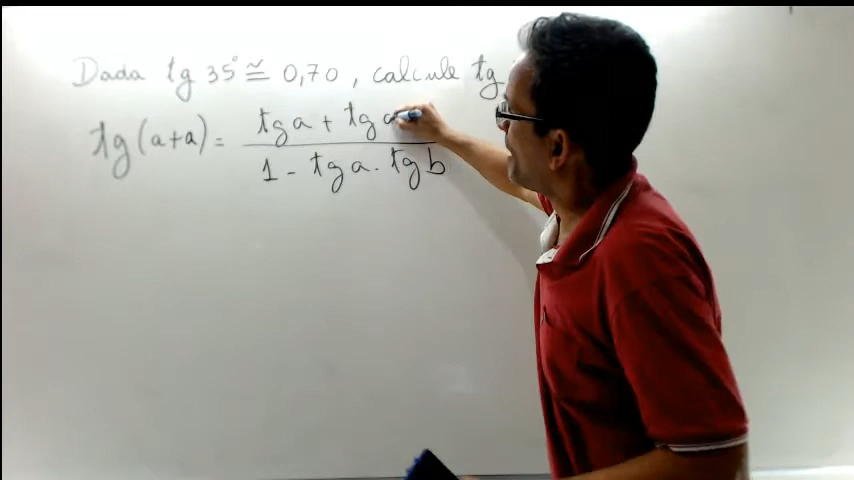 Dada tg 35° ≅ 0,70, calcule tg
tg(a+a) = tg a + tg a
1 - tg a . tg b